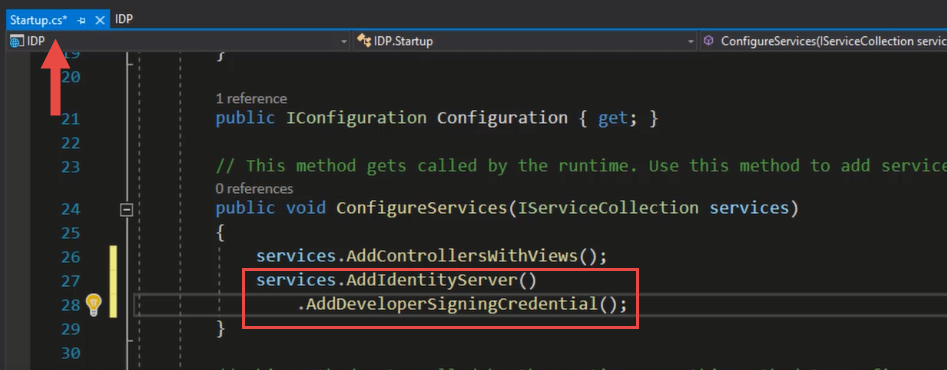 Startup.cs* IDP
IDP IDP.Startup ConfigureServices(IServiceCollection servic
19 }
20
1 reference
21 public IConfiguration Configuration { get; }
22
23 // This method gets called by the runtime. Use this method to add service
0 references
24 public void ConfigureServices(IServiceCollection services)
25 {
26 services.AddControllersWithViews();
27 services.AddIdentityServer()
28 .AddDeveloperSigningCredential();
29 }
30